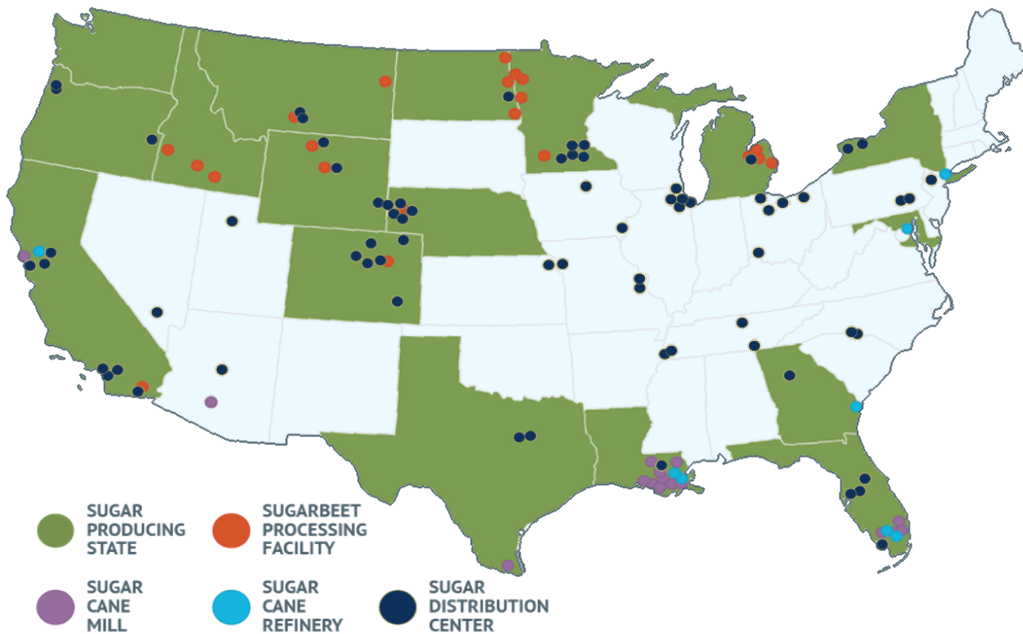 SUGAR
PRODUCING
STATE
SUGARBEET
PROCESSING
FACILITY
SUGAR
CANE
MILL
SUGAR
CANE
REFINERY
SUGAR
DISTRIBUTION
CENTER